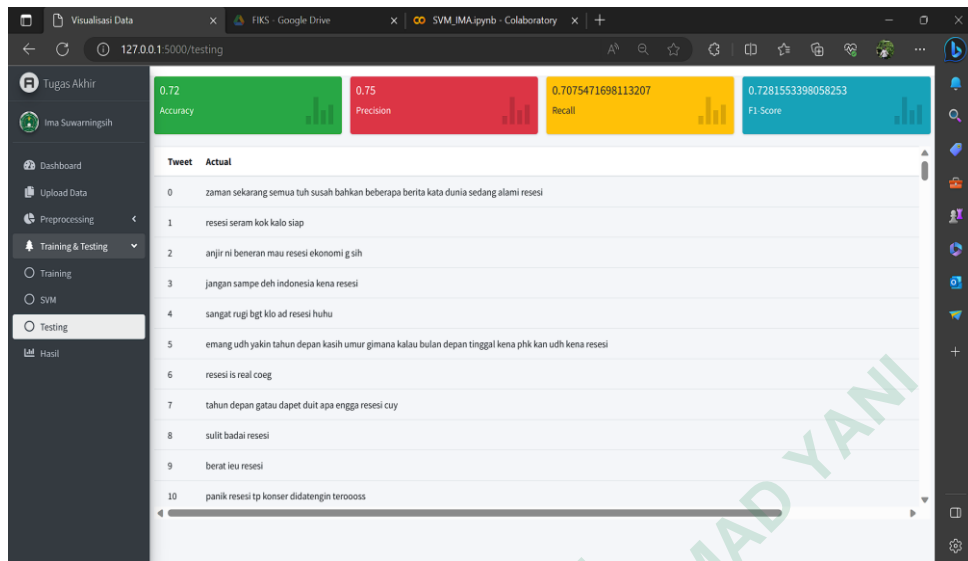 Visualisasi Data
FIKS - Google Drive
SVM_IMA.ipynb - Colaboratory
127.0.0.1:5000/testing
Tugas Akhir
Ima Suwarningsih
Dashboard
Upload Data
Preprocessing
Training & Testing
Training
SVM
Testing
Hasil
0.72
Accuracy
0.75
Precision
0.7075471698113207
Recall
0.7281553398058253
F1-Score
Tweet Actual
0 zaman sekarang semua tuh susah bahkan beberapa berita kata dunia sedang alami resesi
1 resesi seram kok kalo siap
2 anjir ni beneran mau resesi ekonomi g sih
3 jangan sampe deh indonesia kena resesi
4 sangat rugi bgt klo ad resesi huhu
5 emang udh yakin tahun depan kasih umur gimana kalau bulan depan tinggal kena phk kan udh kena resesi
6 resesi is real coeg
7 tahun depan gatau dapet duit apa engga resesi cuy
8 sulit badai resesi
9 berat ieu resesi
10 panik resesi tp konser didatengin teroooss
MAD YANI